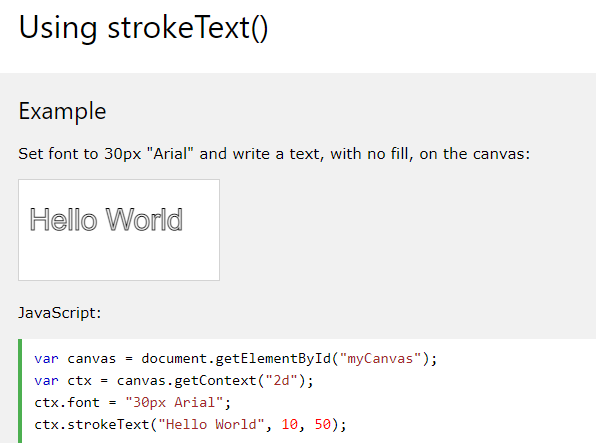 Using strokeText()
Example
Set font to 30px "Arial" and write a text, with no fill, on the canvas:
Hello World
JavaScript:
var canvas = document.getElementById("myCanvas");
var ctx = canvas.getContext("2d");
ctx.font = "30px Arial";
ctx.strokeText("Hello World", 10, 50);